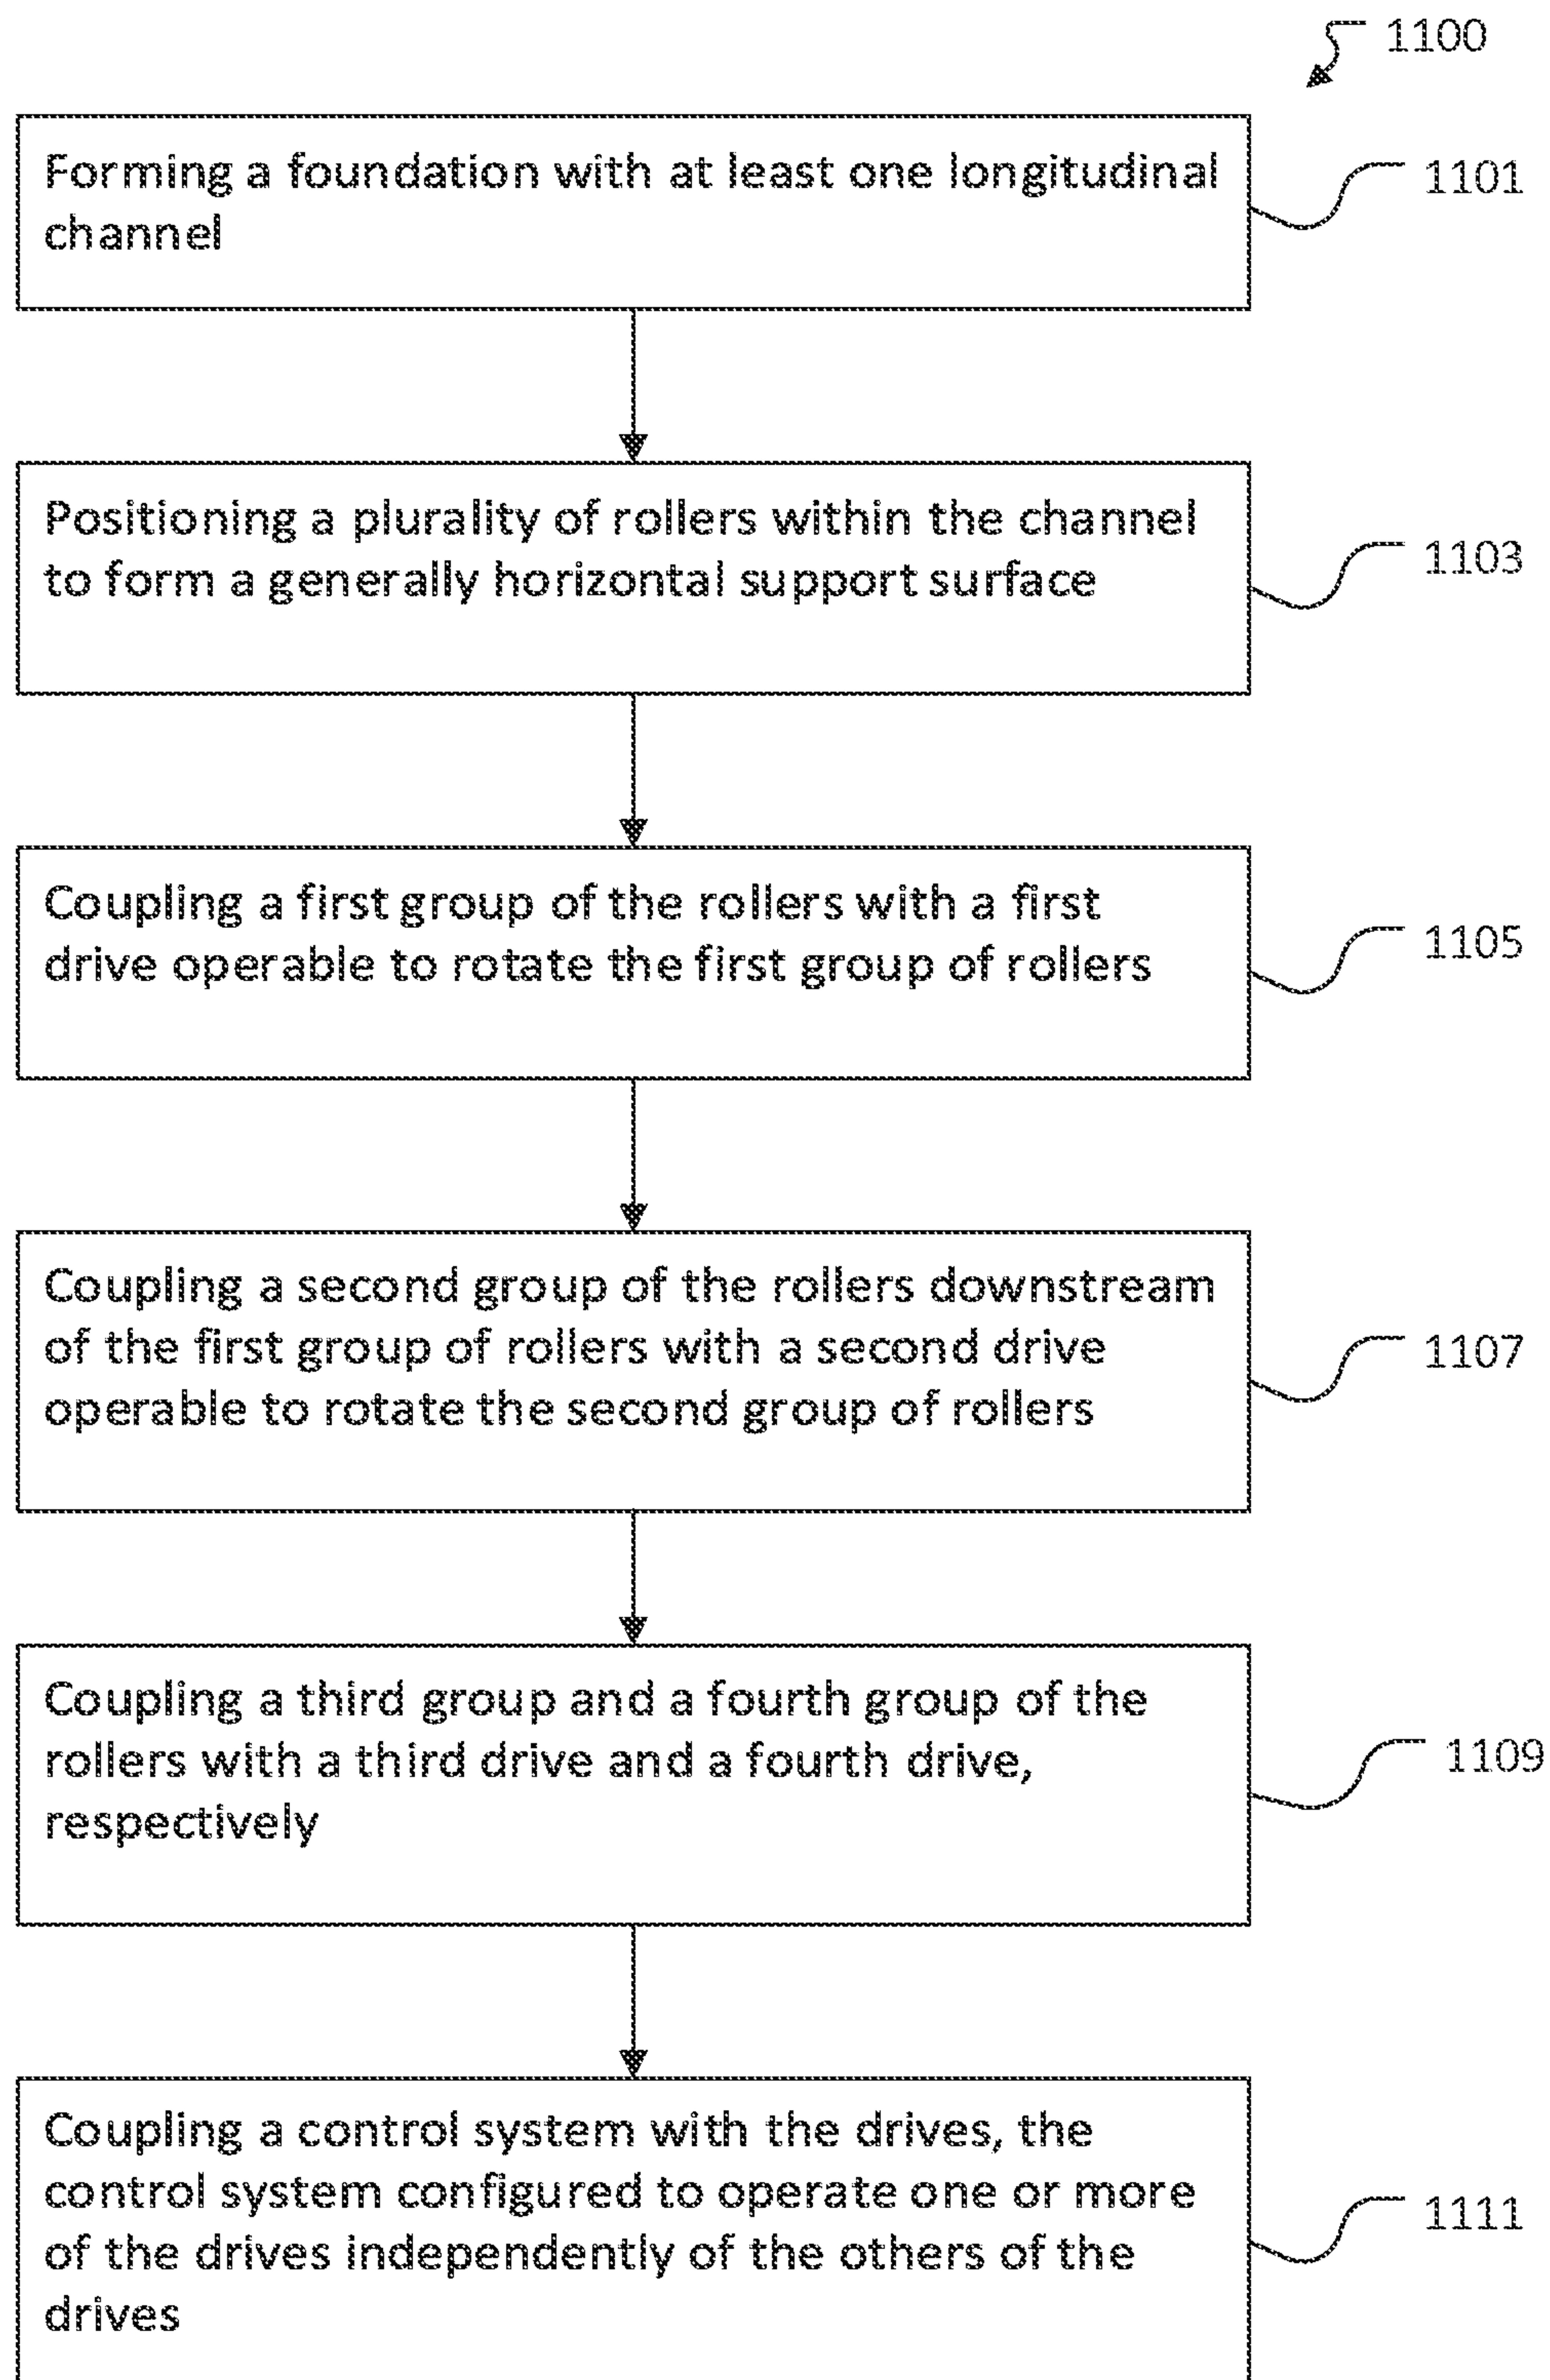 1100
Forming a foundation with at least one longitudinal
channel
1101
Positioning a plurality of rollers within the channel
to form a generally horizontal support surface
1103
Coupling a first group of the rollers with a first
drive operable to rotate the first group of rollers
1105
Coupling a second group of the rollers downstream
of the first group of rollers with a second drive
operable to rotate the second group of rollers
1107
Coupling a third group and a fourth group of the
rollers with a third drive and a fourth drive,
respectively
1109
Coupling a control system with the drives, the
control system configured to operate one or more
of the drives independently of the others of the
drives
1111